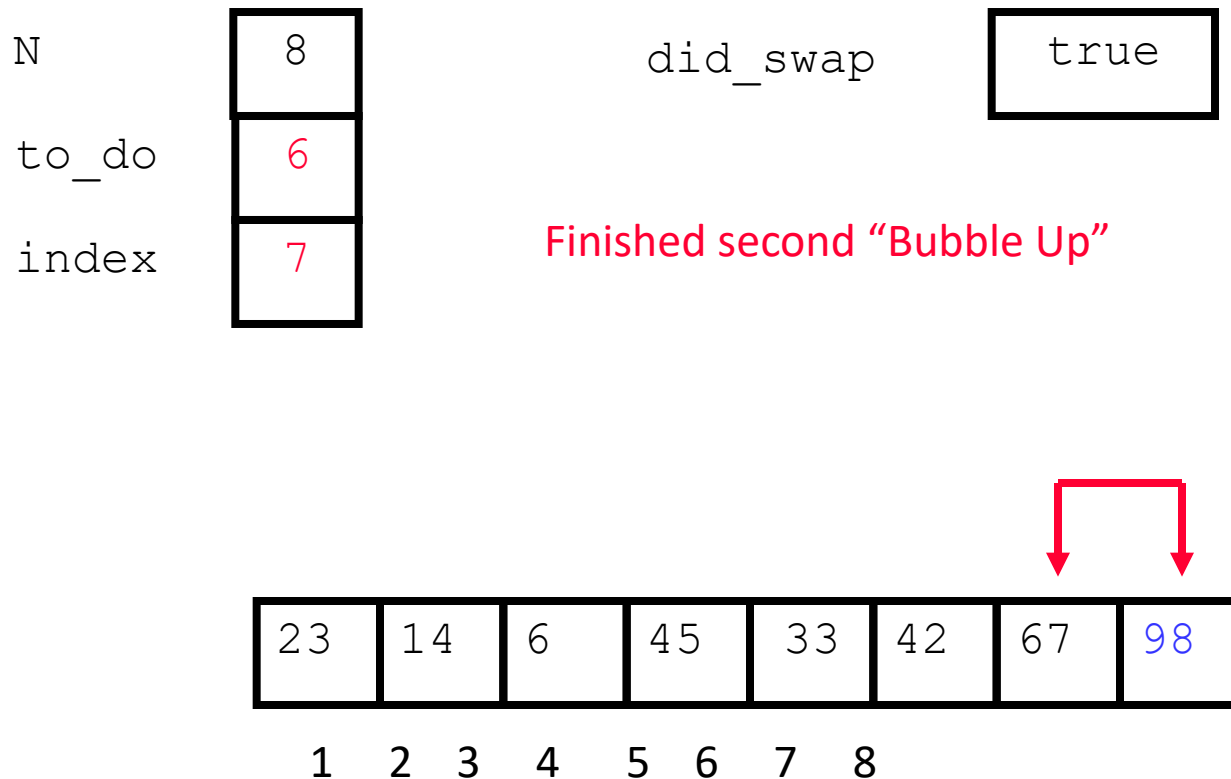 N 8 did_swap true
to_do 6
index 7
Finished second “Bubble Up”
23 14 6 45 33 42 67 98
1 2 3 4 5 6 7 8